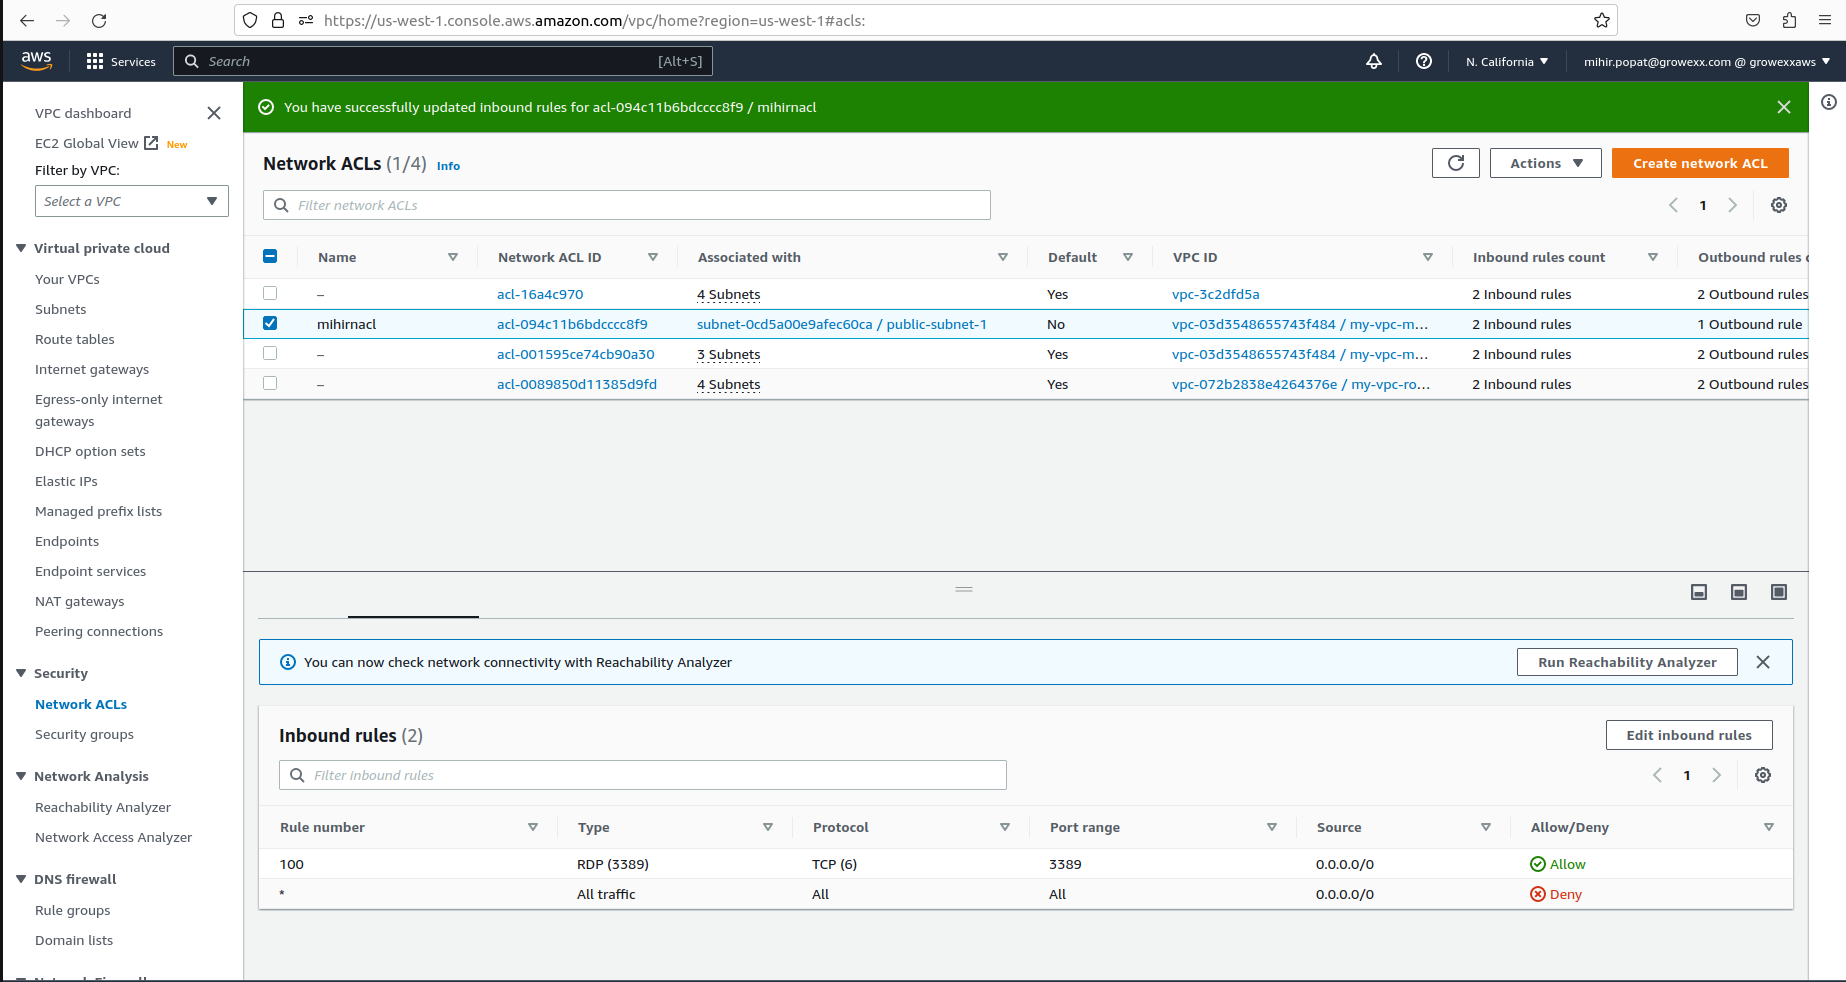 https://us-west-1.console.aws.amazon.com/vpc/home?region=us-west-1#acls:
aws Services Search [Alt+S] N. California mihir.popat@growexx.com @ growexxaws
VPC dashboard
EC2 Global View New
Filter by VPC:
Select a VPC
Virtual private cloud
Your VPCs
Subnets
Route tables
Internet gateways
Egress-only internet
gateways
DHCP option sets
Elastic IPs
Managed prefix lists
Endpoints
Endpoint services
NAT gateways
Peering connections
Security
Network ACLs
Security groups
Network Analysis
Reachability Analyzer
Network Access Analyzer
DNS firewall
Rule groups
Domain lists
You have successfully updated inbound rules for acl-094c11b6bdcccc8f9 / mihirnacl
Network ACLs (1/4) Info Actions Create network ACL
Filter network ACLs 1
Name Network ACL ID Associated with Default VPC ID Inbound rules count Outbound rules c
– acl-16a4c970 4 Subnets Yes vpc-3c2dfd5a 2 Inbound rules 2 Outbound rules
mihirnacl acl-094c11b6bdcccc8f9 subnet-0cd5a00e9afec60ca / public-subnet-1 No vpc-03d3548655743f484 / my-vpc-m... 2 Inbound rules 1 Outbound rule
– acl-001595ce74cb90a30 3 Subnets Yes vpc-03d3548655743f484 / my-vpc-m... 2 Inbound rules 2 Outbound rules
– acl-0089850d11385d9fd 4 Subnets Yes vpc-072b2838e4264376e / my-vpc-ro... 2 Inbound rules 2 Outbound rules
You can now check network connectivity with Reachability Analyzer Run Reachability Analyzer
Inbound rules (2) Edit inbound rules
Filter inbound rules 1
Rule number Type Protocol Port range Source Allow/Deny
100 RDP (3389) TCP (6) 3389 0.0.0.0/0 Allow
* All traffic All All 0.0.0.0/0 Deny